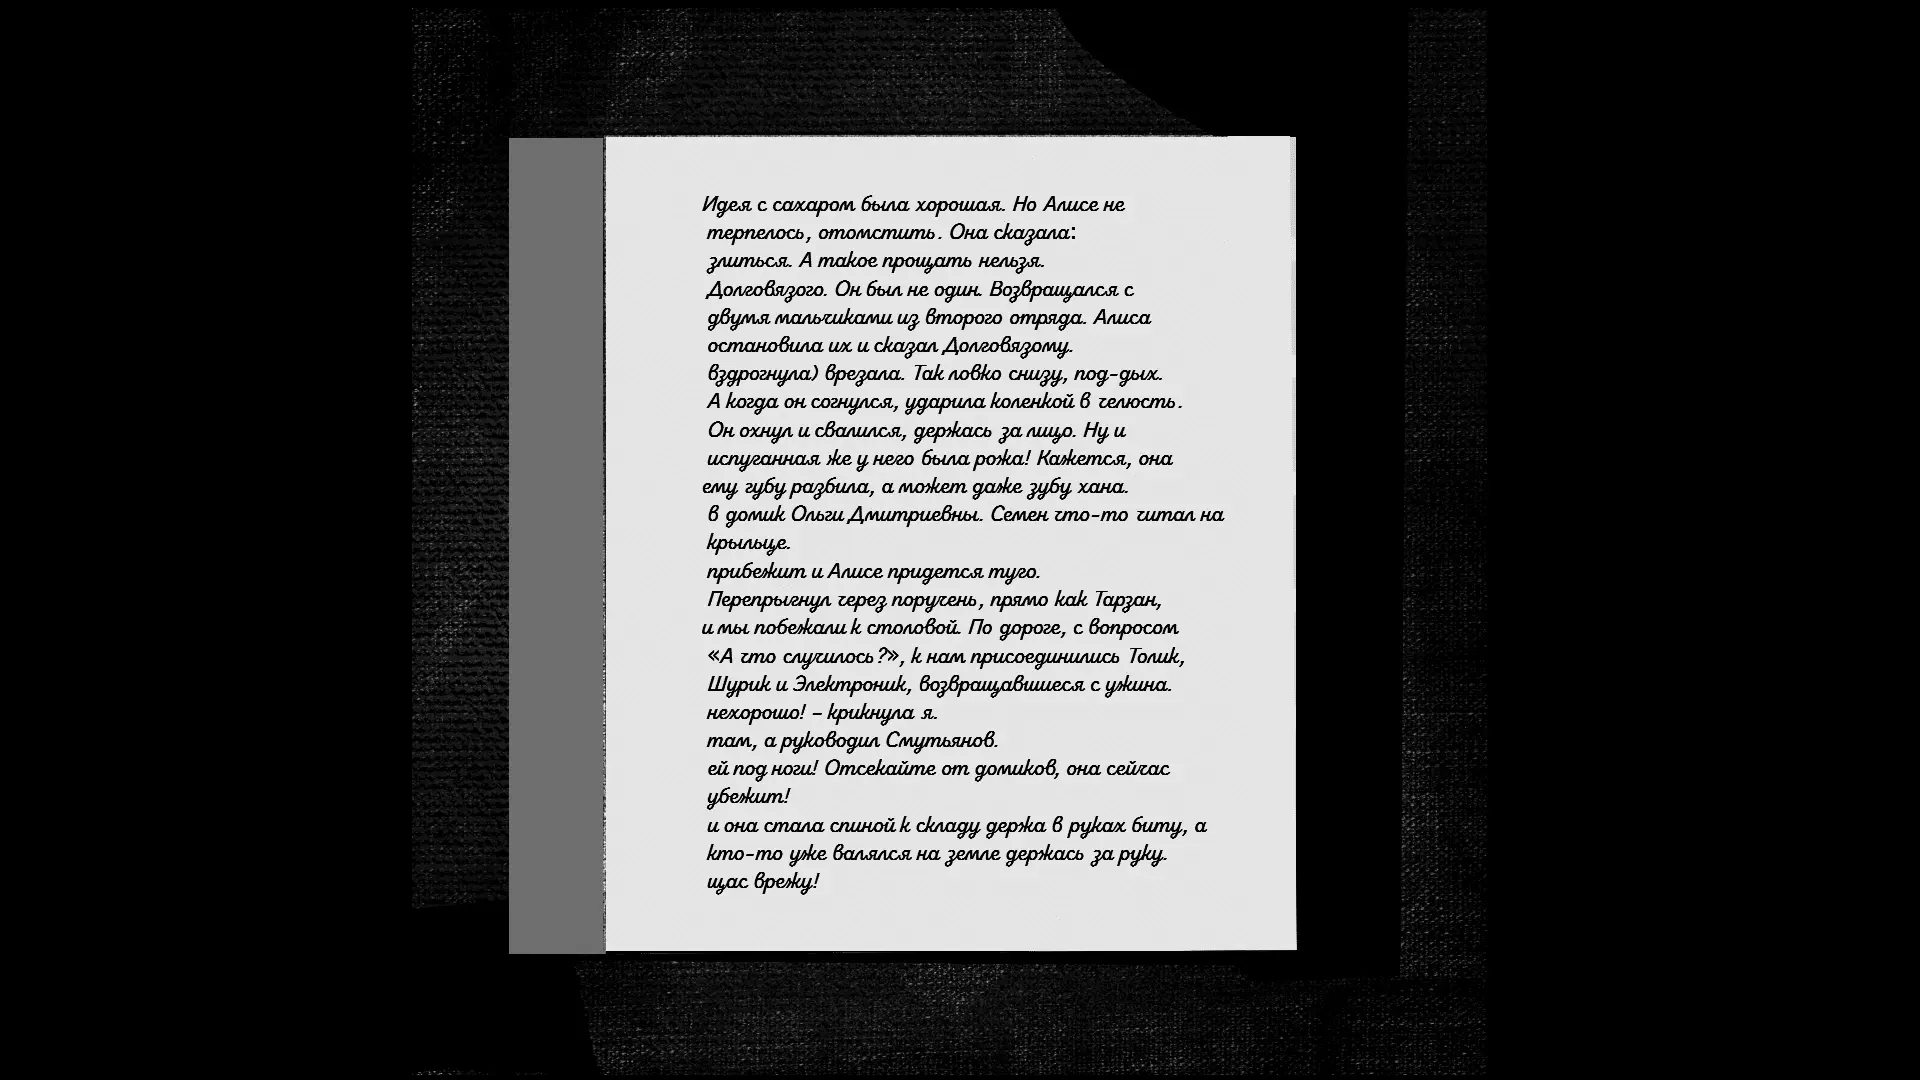 Идея с сахаром была хорошая. Но Алисе не
терпелось, отомстить. Она сказала:
злиться. А такое прощать нельзя.
Долговязого. Он был не один. Возвращался с
двумя мальчиками из второго отряда. Алиса
остановила их и сказал Долговязому.
вздрогнула) врезала. Так ловко снизу, под-дых.
А когда он согнулся, ударила коленкой в челюсть.
Он охнул и свалился, держась за лицо. Ну и
испуганная же у него была рожа! Кажется, она
ему губу разбила, а может даже зубу хана.
в домик Ольги Дмитриевны. Семен что-то читал на
крыльце.
прибежит и Алисе придется туго.
Перепрыгнул через поручень, прямо как Тарзан,
и мы побежали к столовой. По дороге, с вопросом
«А что случилось?», к нам присоединились Толик,
Шурик и Электроник, возвращавшиеся с ужина.
нехорошо! – крикнула я.
там, а руководил Смутьянов.
ей под ноги! Отсекайте от домиков, она сейчас
убежит!
и она стала спиной к складу держа в руках биту, а
кто-то уже валялся на земле держась за руку.
щас врежу!